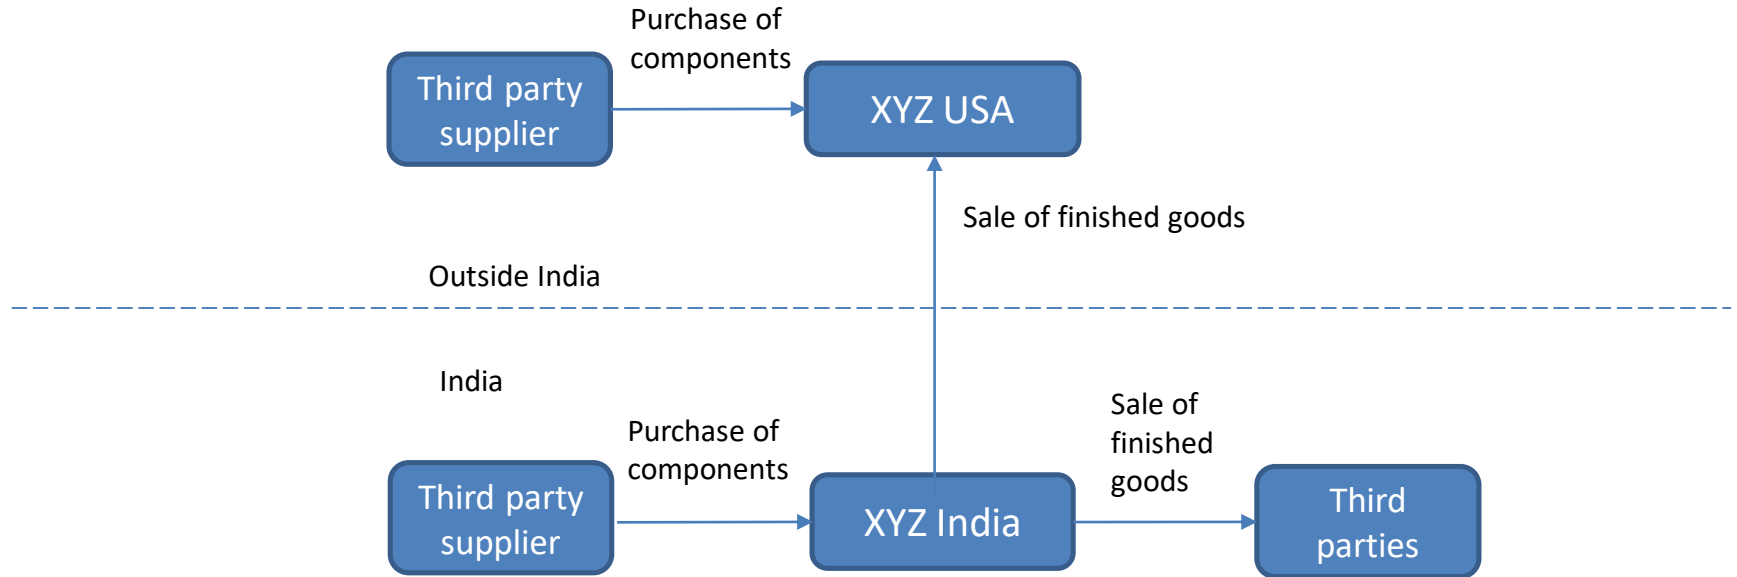 Purchase of
components
Third party
supplier
XYZ USA
Sale of finished goods
Outside India
India
Purchase of
components
Sale of
finished
goods
Third party
supplier
XYZ India
Third
parties